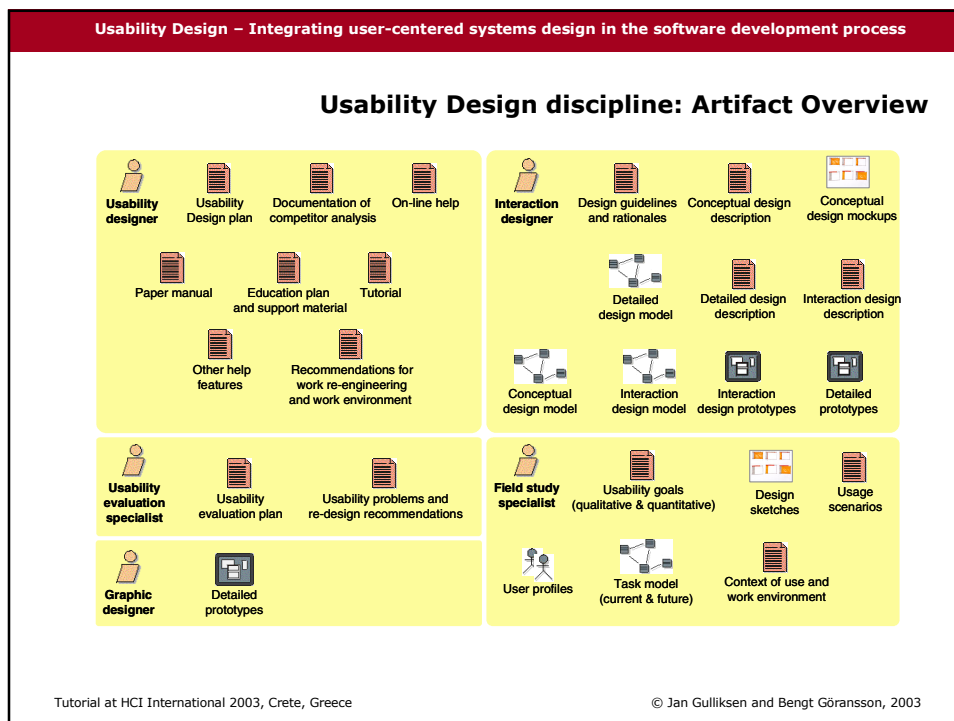 Usability Design – Integrating user-centered systems design in the software development process
Usability Design discipline: Artifact Overview
Usability
designer
Usability
Design plan
Documentation of
competitor analysis
On-line help
Paper manual
Education plan
and support material
Tutorial
Other help
features
Recommendations for
work re-engineering
and work environment
Interaction
designer
Design guidelines
and rationales
Conceptual design
description
Conceptual
design mockups
Detailed
design model
Detailed design
description
Interaction design
description
Conceptual
design model
Interaction
design model
Interaction
design prototypes
Detailed
prototypes
Usability
evaluation
specialist
Usability
evaluation plan
Usability problems and
re-design recommendations
Graphic
designer
Detailed
prototypes
Field study
specialist
Usability goals
(qualitative & quantitative)
Design
sketches
Usage
scenarios
User profiles
Task model
(current & future)
Context of use and
work environment
Tutorial at HCI International 2003, Crete, Greece
© Jan Gulliksen and Bengt Göransson, 2003